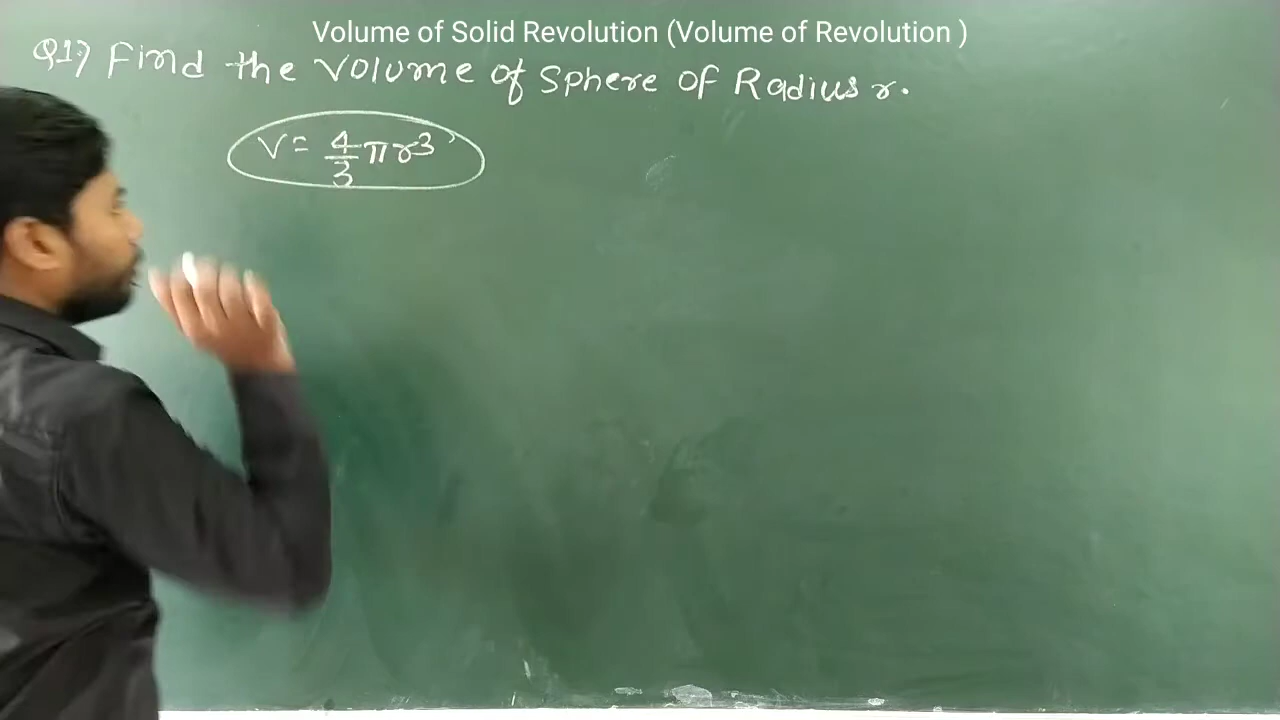 Volume of Solid Revolution (Volume of Revolution )
Q1) Find the Volume of Sphere of Radius r.
V = 4/3 πr³